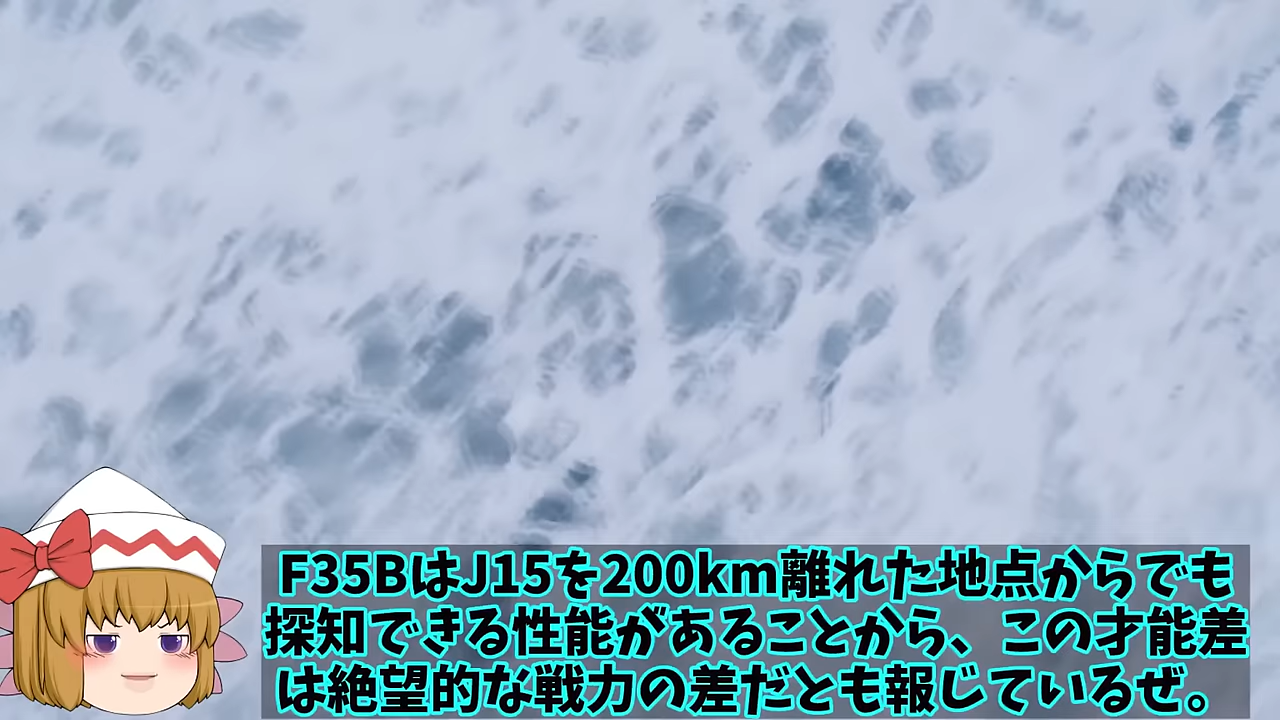 F35BはJ15を200km離れた地点からでも
探知できる性能があることから、この才能差
は絶望的な戦力の差だとも報じているぜ。